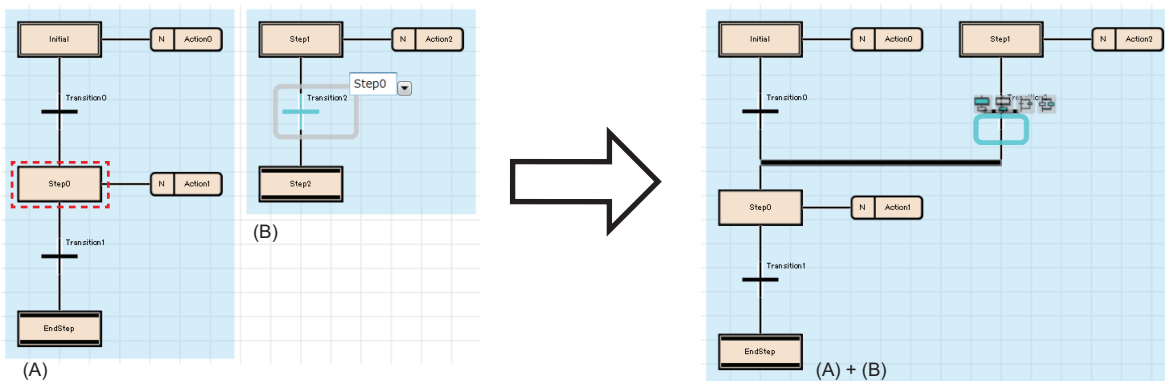 Initial
N Action0
Transition0
Step0
N Action1
Transition1
EndStep
(A)
Step1
N Action2
Step0
Transition2
Step2
(B)
Initial
N Action0
Step1
N Action2
Transition0
Step0
N Action1
Transition1
EndStep
(A) + (B)